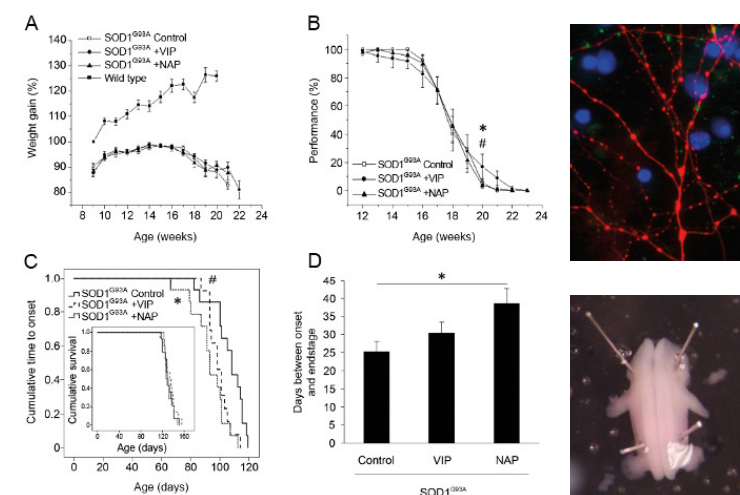 A
SOD1G93A Control
SOD1G93A +VIP
SOD1G93A +NAP
Wild type
Weight gain (%)
140
130
120
110
100
90
80
8 10 12 14 16 18 20 22 24
Age (weeks)
B
Performance (%)
100
80
60
40
20
0
*
#
SOD1G93A Control
SOD1G93A +VIP
SOD1G93A +NAP
12 14 16 18 20 22 24
Age (weeks)
C
Cumulative time to onset
1.0
0.8
0.6
0.4
0.2
0
#
*
SOD1G93A Control
SOD1G93A +VIP
SOD1G93A +NAP
Cumulative survival
1.0
0.8
0.6
0.4
0.2
0
0 40 80 120 160
Age (days)
0 20 40 60 80 100 120
Age (days)
D
Days between onset
and endstage
45
40
35
30
25
20
15
10
5
0
*
Control VIP NAP
SOD1G93A